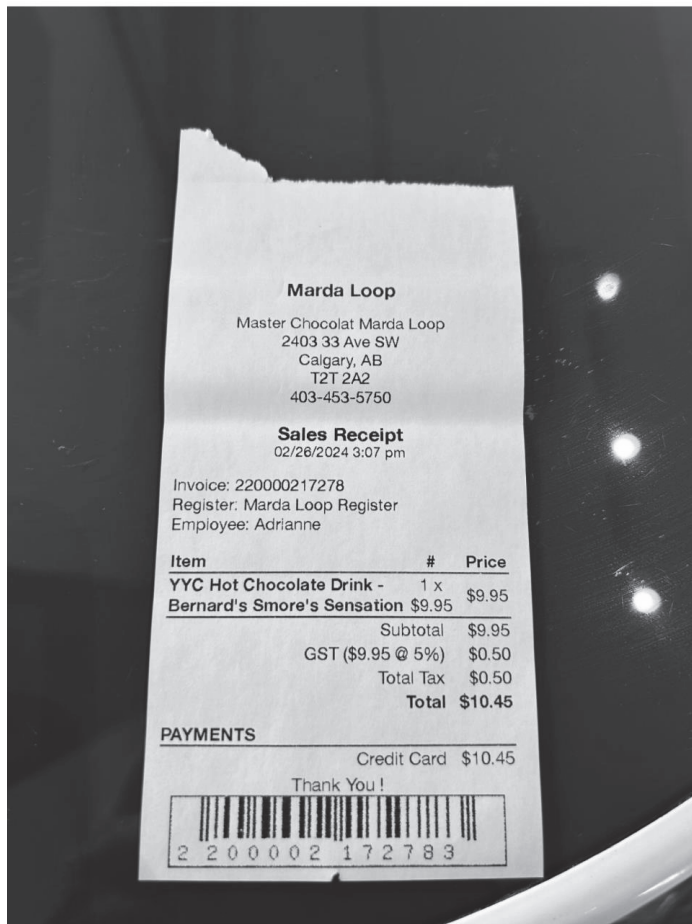 Marda Loop
Master Chocolat Marda Loop
2403 33 Ave SW
Calgary, AB
T2T 2A2
403-453-5750
Sales Receipt
02/26/2024 3:07 pm
Invoice: 220000217278
Register: Marda Loop Register
Employee: Adrianne
Item # Price
YYC Hot Chocolate Drink - 1 x
Bernard's Smore's Sensation $9.95 $9.95
Subtotal $9.95
GST ($9.95 @ 5%) $0.50
Total Tax $0.50
Total $10.45
PAYMENTS
Credit Card $10.45
Thank You !
2 200002 172783